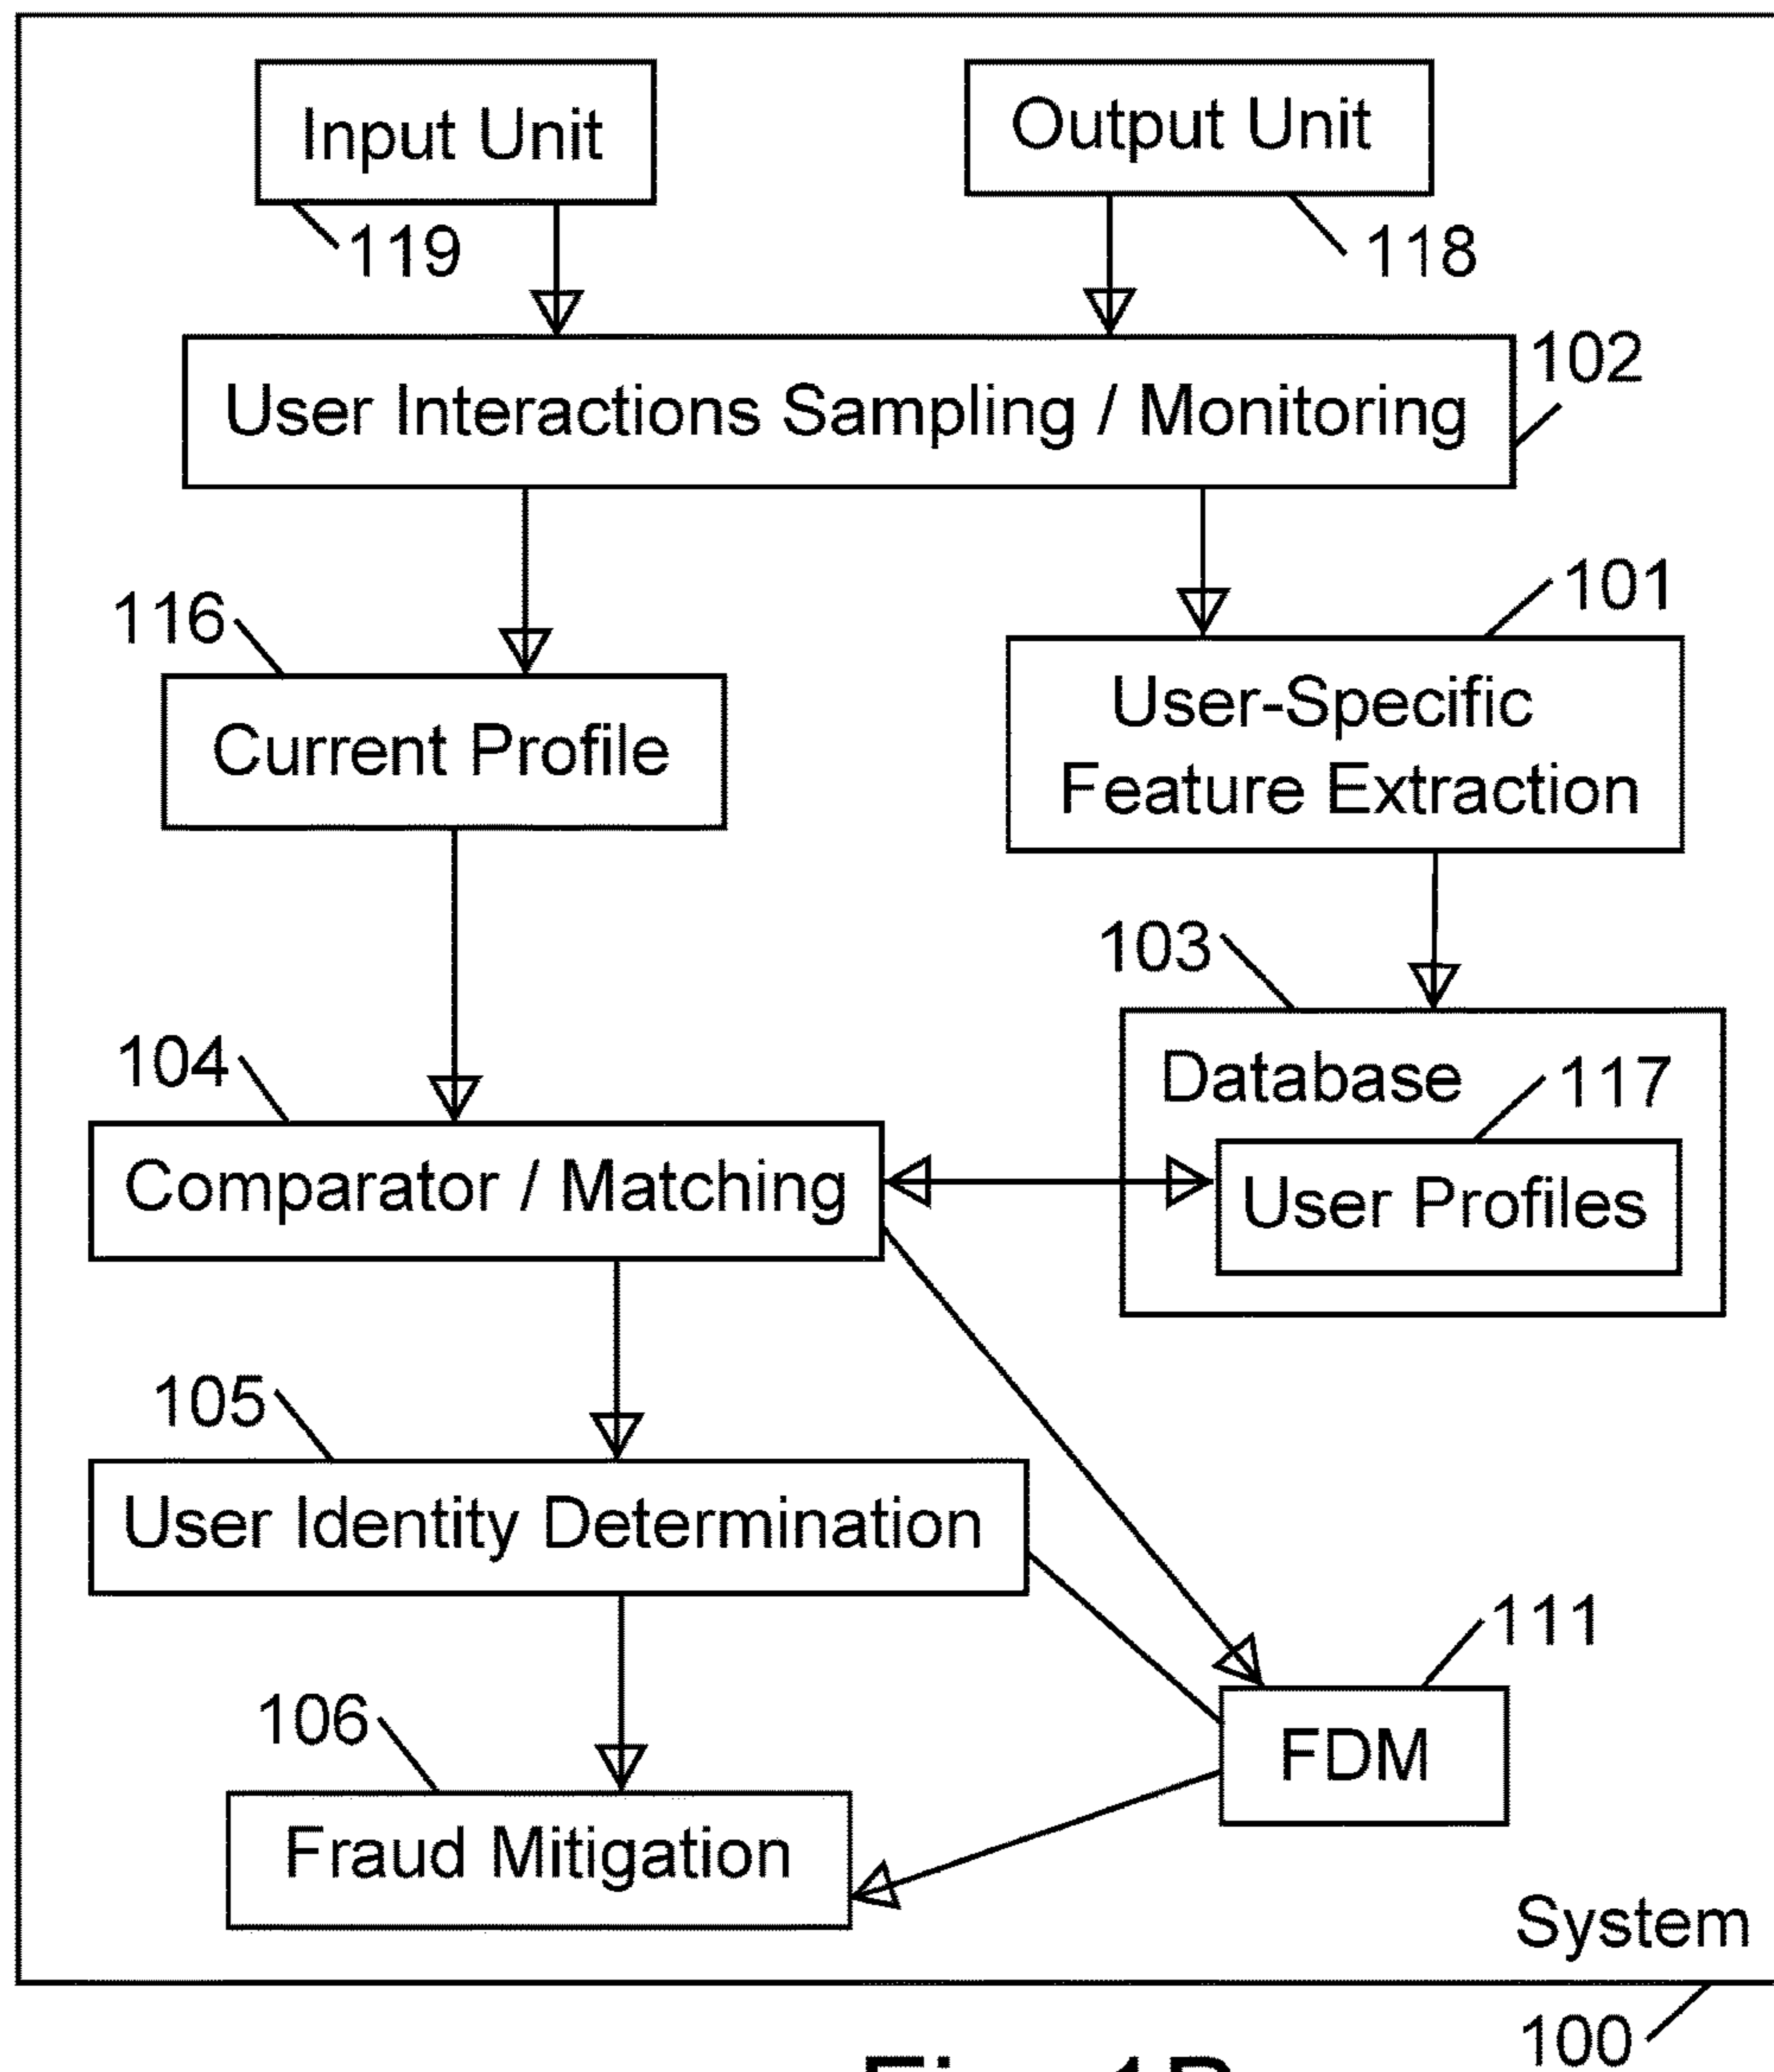 Input Unit
Output Unit
119
118
102
User Interactions Sampling / Monitoring
101
116
User-Specific
Feature Extraction
Current Profile
103
104
Database
117
Comparator / Matching
User Profiles
105
User Identity Determination
111
106
FDM
Fraud Mitigation
System
100